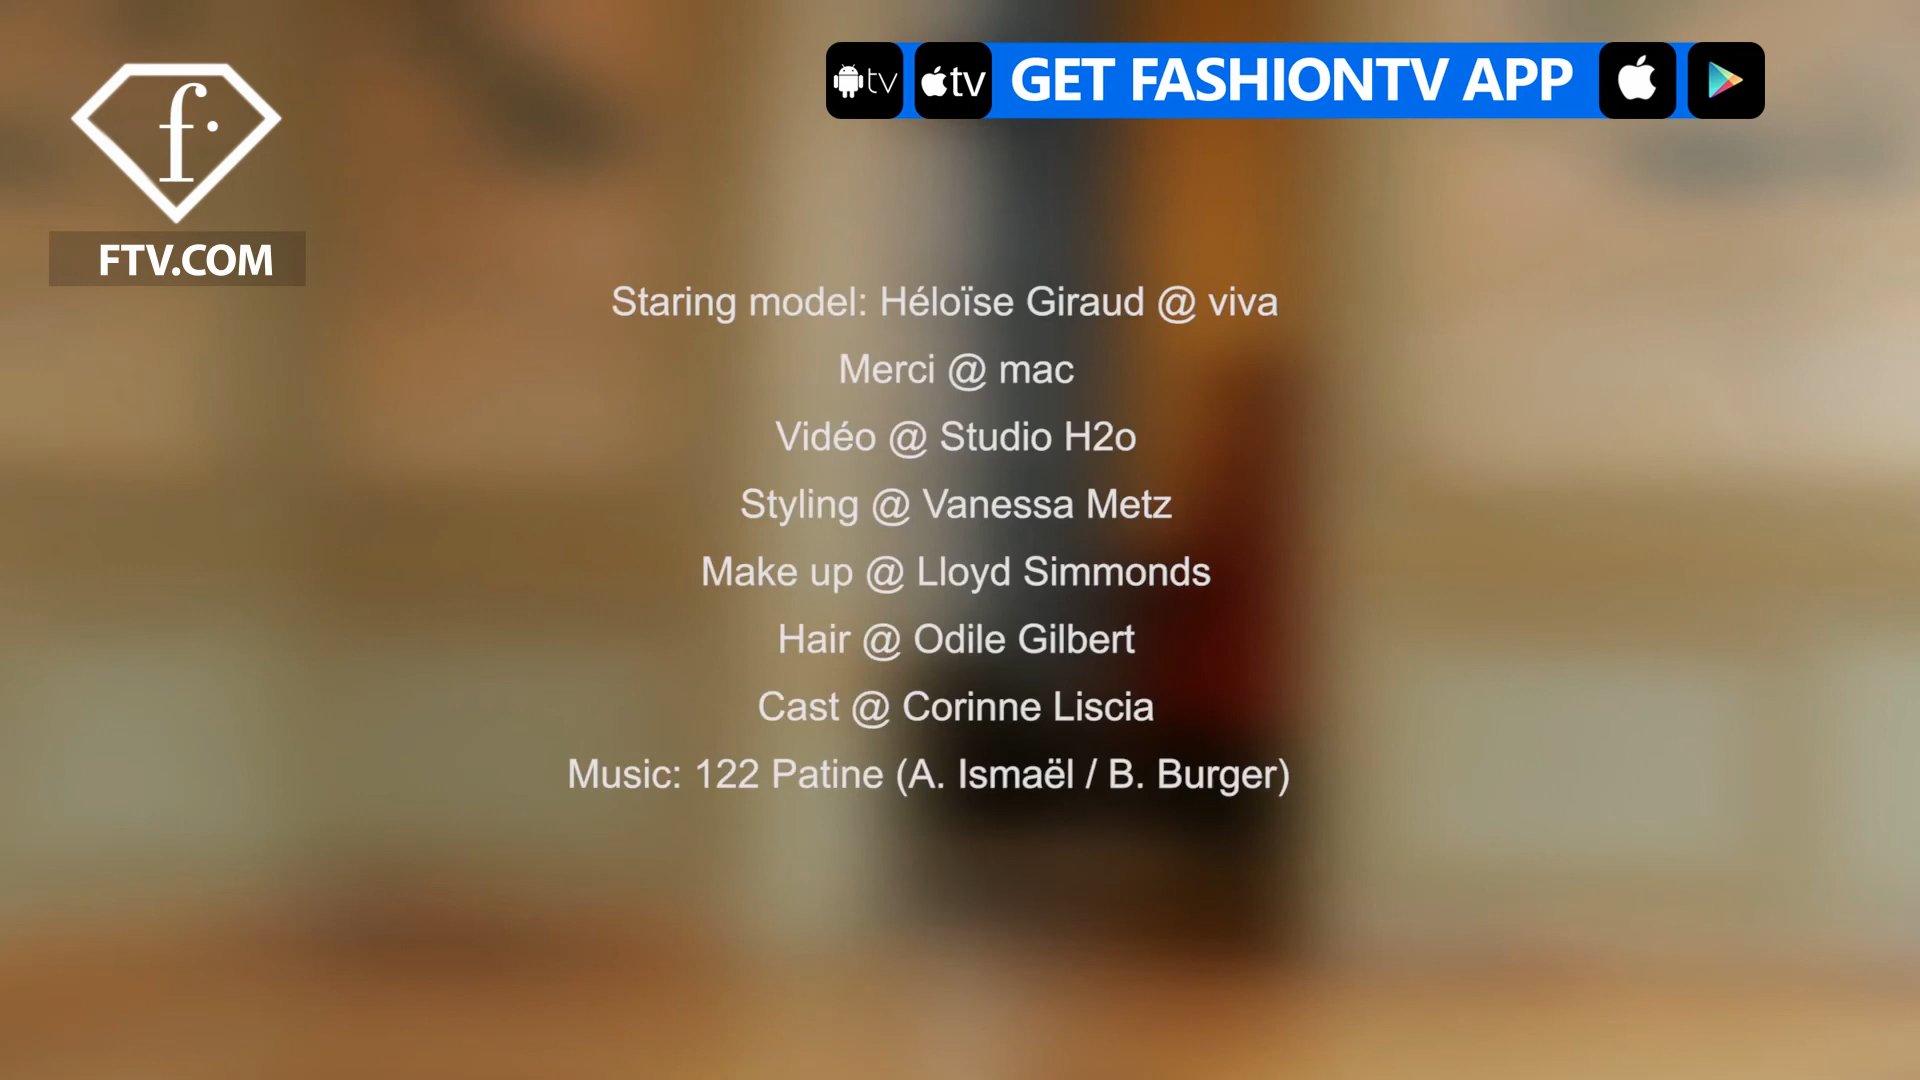 tv
tv
GET FASHIONTV APP
f.
FTV.COM
Staring model: Héloïse Giraud @ viva
Merci @ mac
Vidéo @ Studio H2o
Styling @ Vanessa Metz
Make up @ Lloyd Simmonds
Hair @ Odile Gilbert
Cast @ Corinne Liscia
Music: 122 Patine (A. Ismaël / B. Burger)